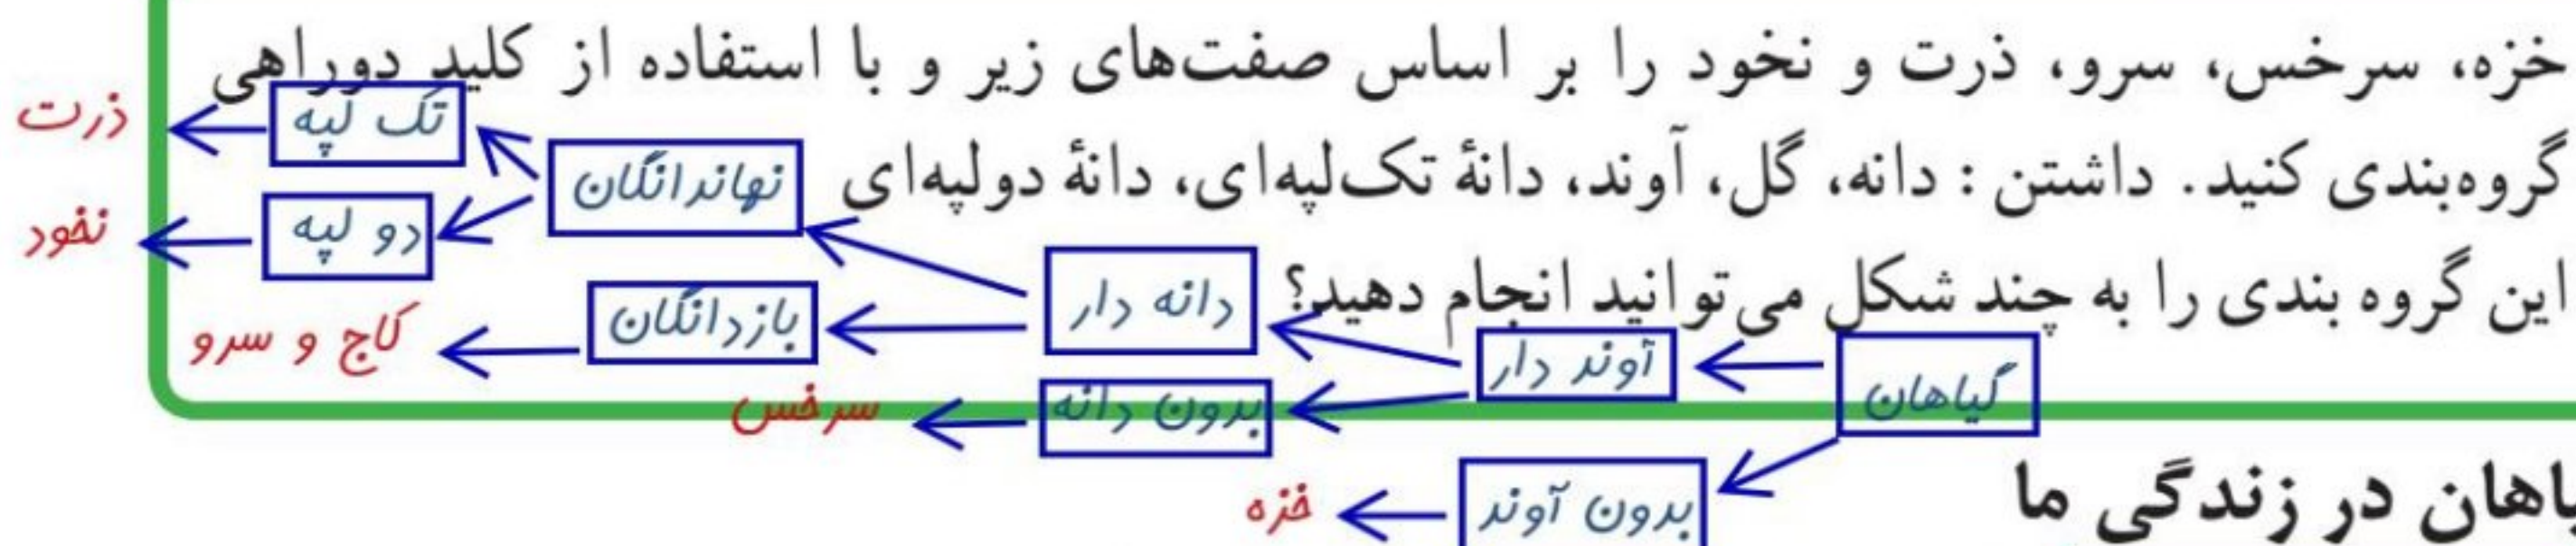 خزه، سرخس، سرو، ذرت و نخود را بر اساس صفت‌های زیر و با استفاده از کلید دوراهی
گروه‌بندی کنید. داشتن : دانه، گل، آوند، دانهٔ تک‌لپه‌ای، دانهٔ دولپه‌ای
این گروه بندی را به چند شکل می‌توانید انجام دهید؟
گیاهان
آوند دار
بدون آوند
خزه
دانه دار
بدون دانه
سرخس
نهاندانگان
بازدانگان
کاج و سرو
تک لپه
ذرت
دو لپه
نخود
یاهان در زندگی ما